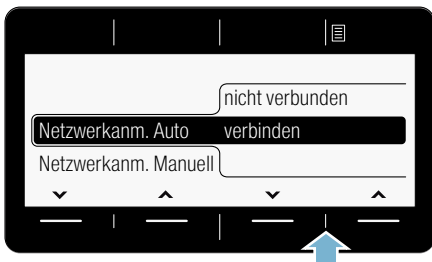 nicht verbunden
Netzwerkanm. Auto verbinden
Netzwerkanm. Manuell